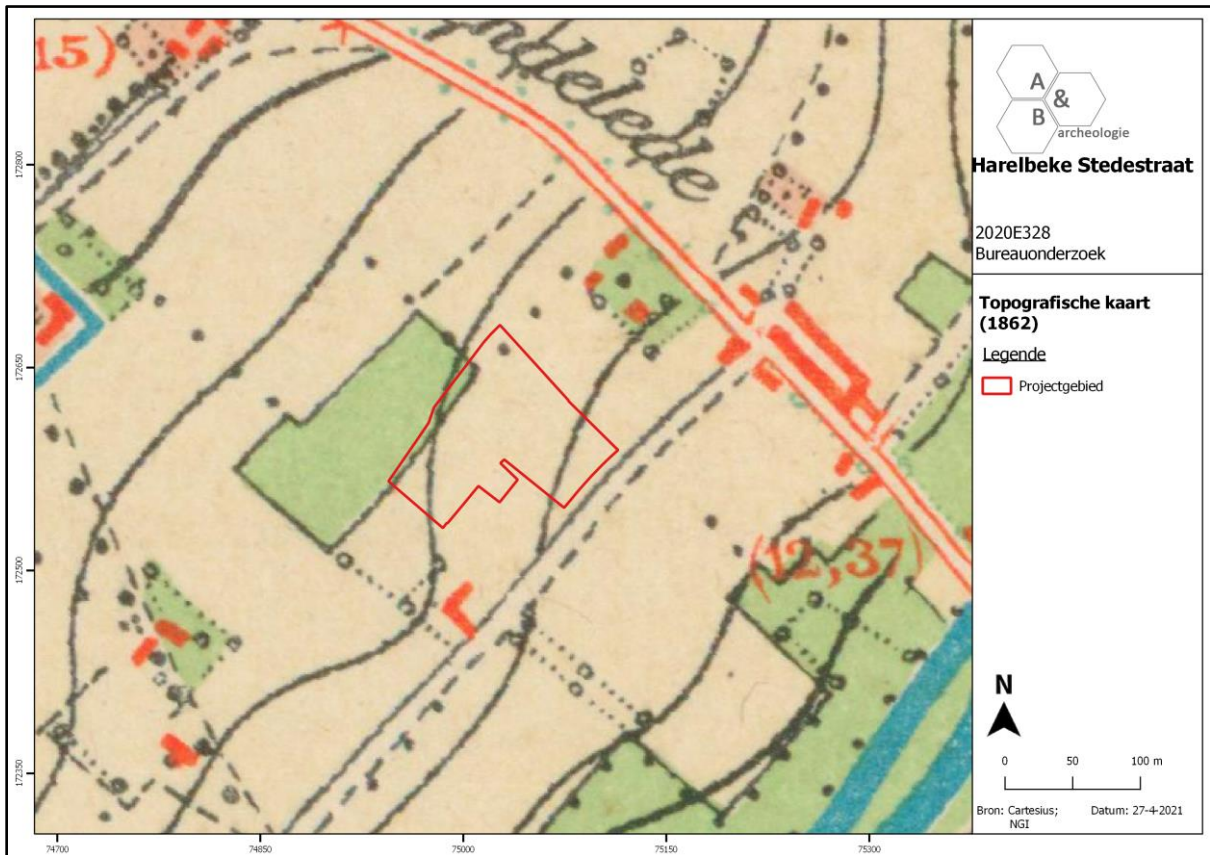 15)
ndelede
(12,37)
172800
172650
172500
172350
74700
74850
75000
75150
75300
A
&
B
archeologie
Harelbeke Stedestraat
2020E328
Bureauonderzoek
Topografische kaart
(1862)
Legende
Projectgebied
N
0 50 100 m
Bron: Cartesius; Datum: 27-4-2021
NGI